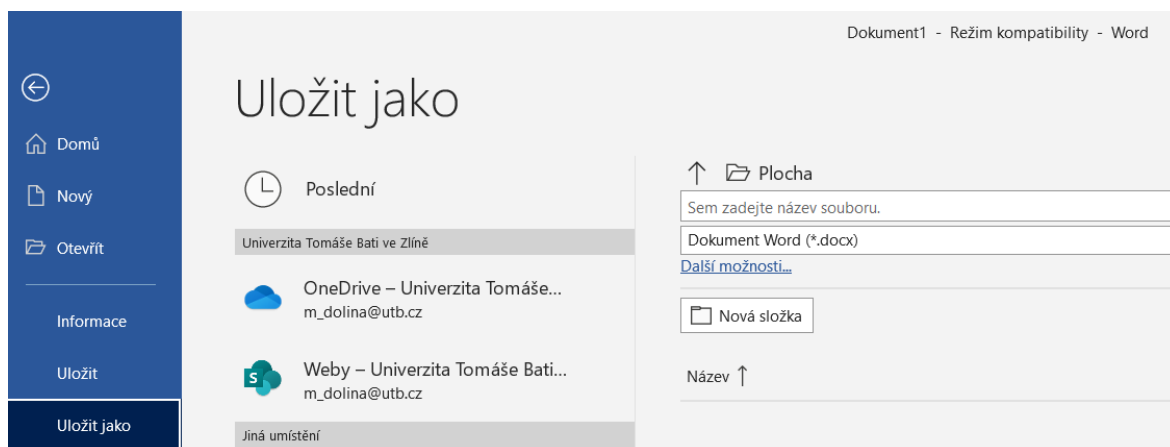 Dokument1 - Režim kompatibility - Word
Domů
Nový
Otevřít
Informace
Uložit
Uložit jako
Uložit jako
Poslední
Univerzita Tomáše Bati ve Zlíně
OneDrive – Univerzita Tomáše...
m_dolina@utb.cz
Weby – Univerzita Tomáše Bati...
m_dolina@utb.cz
Jiná umístění
Plocha
Sem zadejte název souboru.
Dokument Word (*.docx)
Další možnosti...
Nová složka
Název ↑